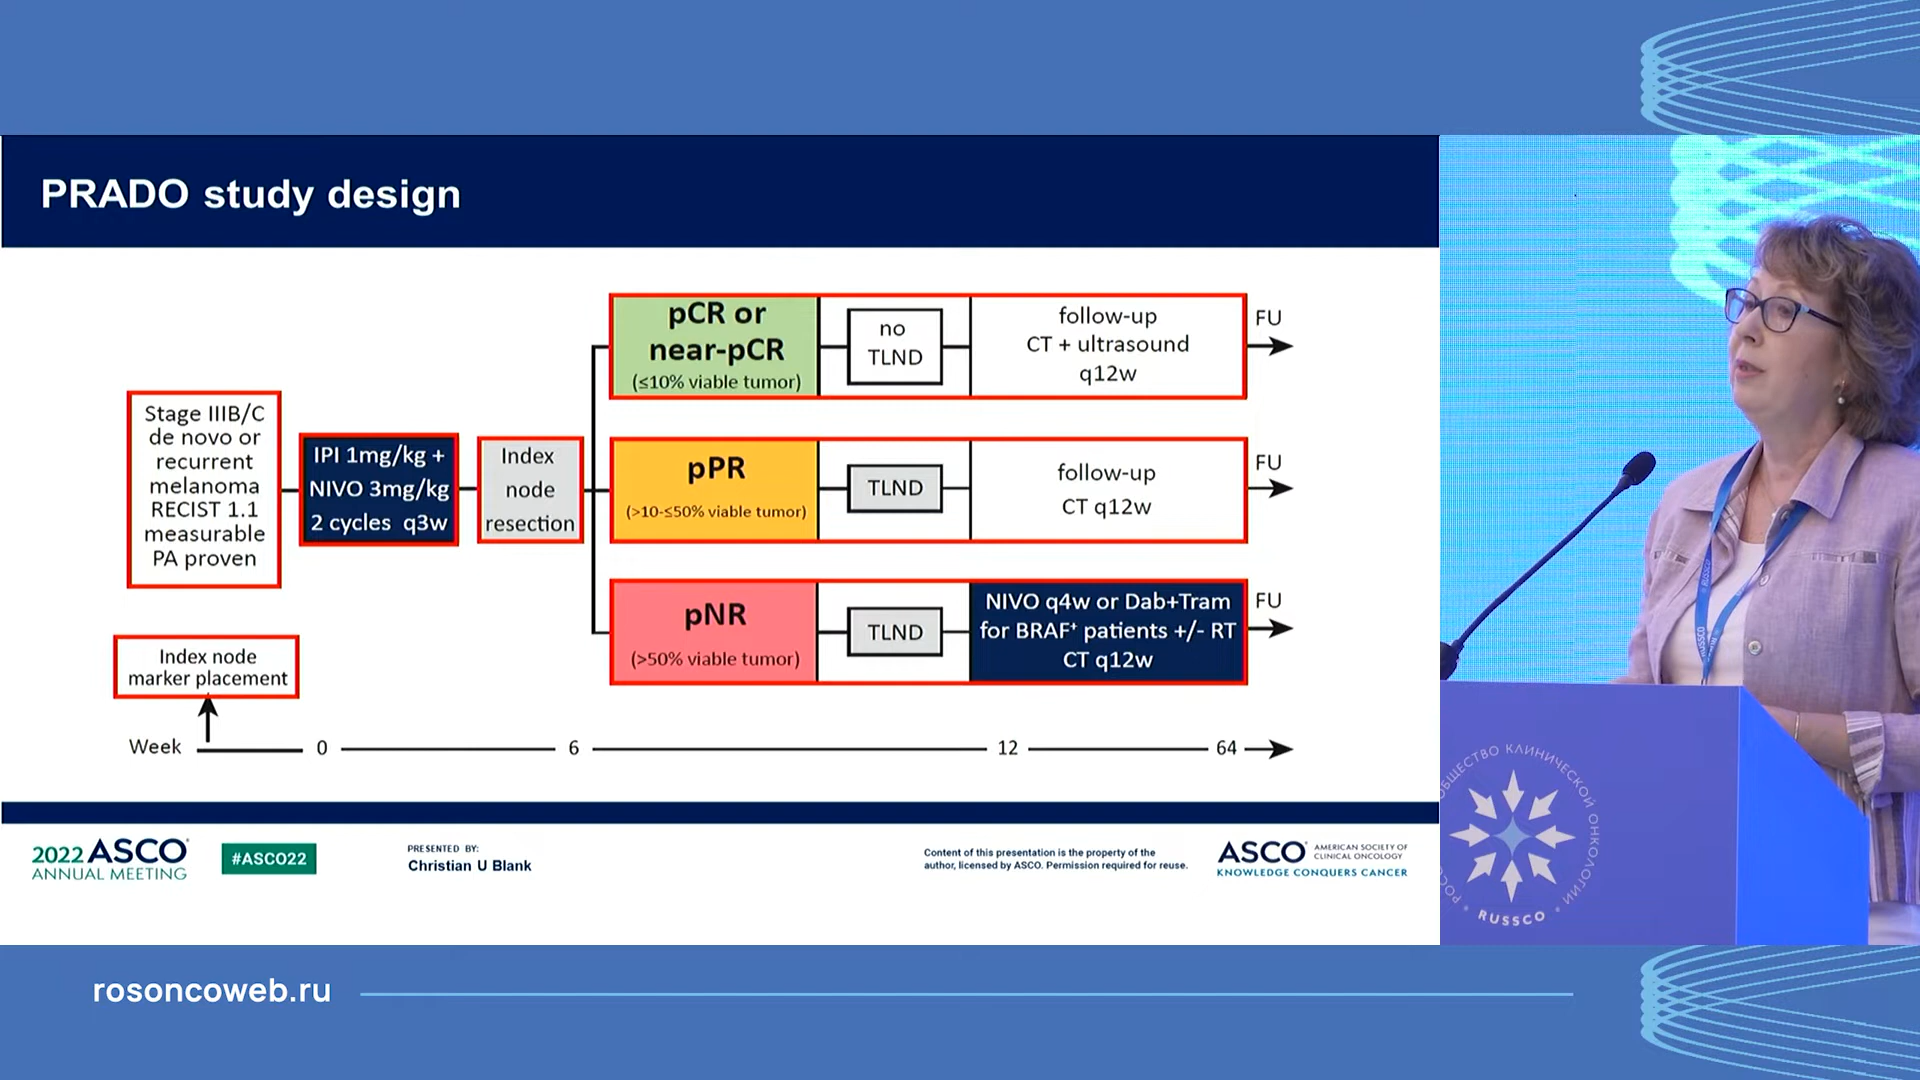 PRADO study design
Stage IIIB/C
de novo or
recurrent
melanoma
RECIST 1.1
measurable
PA proven
IPI 1mg/kg +
NIVO 3mg/kg
2 cycles q3w
Index
node
resection
pCR or
near-pCR
(≤10% viable tumor)
no
TLND
follow-up
CT + ultrasound
q12w
FU
pPR
(>10-≤50% viable tumor)
TLND
follow-up
CT q12w
FU
pNR
(>50% viable tumor)
TLND
NIVO q4w or Dab+Tram
for BRAF⁺ patients +/- RT
CT q12w
FU
Index node
marker placement
Week 0 6 12 64
2022 ASCO
ANNUAL MEETING
#ASCO22
PRESENTED BY:
Christian U Blank
Content of this presentation is the property of the
author, licensed by ASCO. Permission required for reuse.
ASCO AMERICAN SOCIETY OF
CLINICAL ONCOLOGY
KNOWLEDGE CONQUERS CANCER
RUSSCO
КЛИНИЧЕСКОЙ ОНКОЛОГИИ
RUSSCO
rosoncoweb.ru